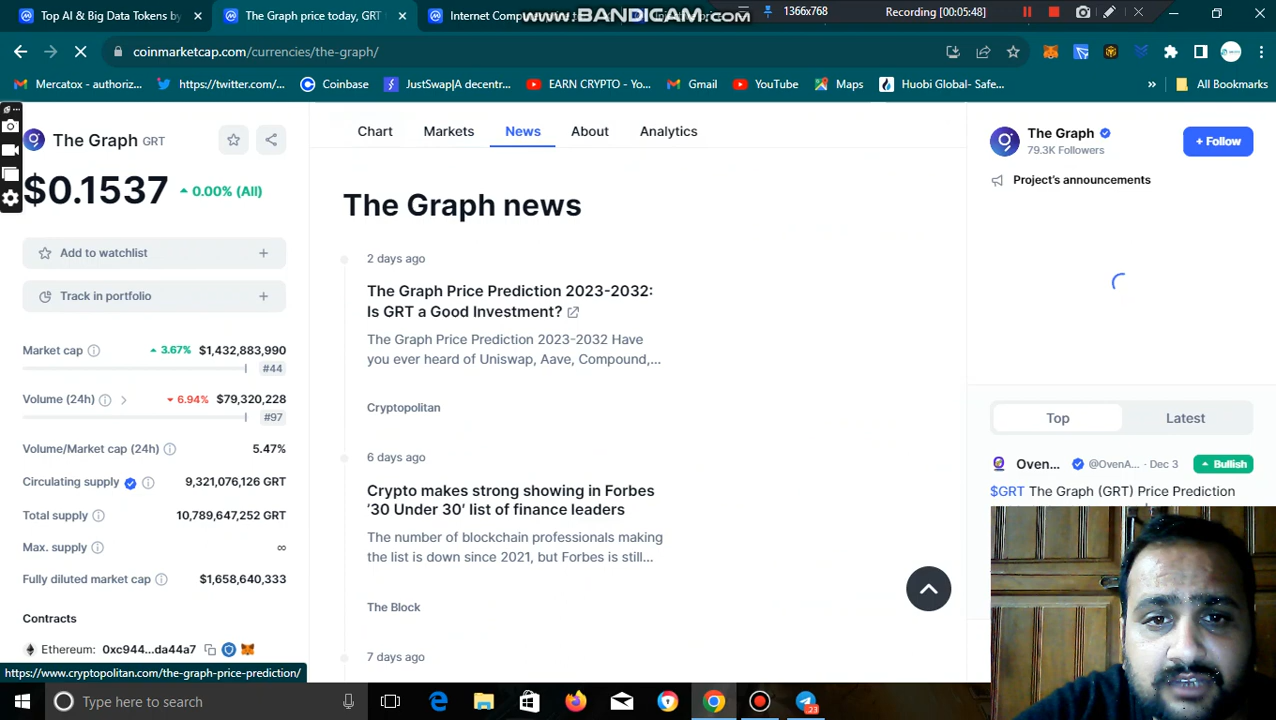 Top AI & Big Data Tokens by
The Graph price today, GRT
Internet Comp
www.BANDICAM.com
1366x768
Recording [00:05:48]
coinmarketcap.com/currencies/the-graph/
Mercatox - authoriz...
https://twitter.com/...
Coinbase
JustSwap|A decentr...
EARN CRYPTO - Yo...
Gmail
YouTube
Maps
Huobi Global- Safe...
»
All Bookmarks
The Graph GRT
$0.1537
0.00% (All)
Add to watchlist
Track in portfolio
Market cap
3.67%
$1,432,883,990
#44
Volume (24h)
6.94%
$79,320,228
#97
Volume/Market cap (24h)
5.47%
Circulating supply
9,321,076,126 GRT
Total supply
10,789,647,252 GRT
Max. supply
∞
Fully diluted market cap
$1,658,640,333
Contracts
Ethereum: 0xc944...da44a7
https://www.cryptopolitan.com/the-graph-price-prediction/
Chart
Markets
News
About
Analytics
The Graph news
2 days ago
The Graph Price Prediction 2023-2032:
Is GRT a Good Investment?
The Graph Price Prediction 2023-2032 Have
you ever heard of Uniswap, Aave, Compound,...
Cryptopolitan
6 days ago
Crypto makes strong showing in Forbes
‘30 Under 30’ list of finance leaders
The number of blockchain professionals making
the list is down since 2021, but Forbes is still...
The Block
7 days ago
The Graph
79.3K Followers
+ Follow
Project's announcements
Top
Latest
Oven...
@OvenA... · Dec 3
Bullish
$GRT The Graph (GRT) Price Prediction
Type here to search
23